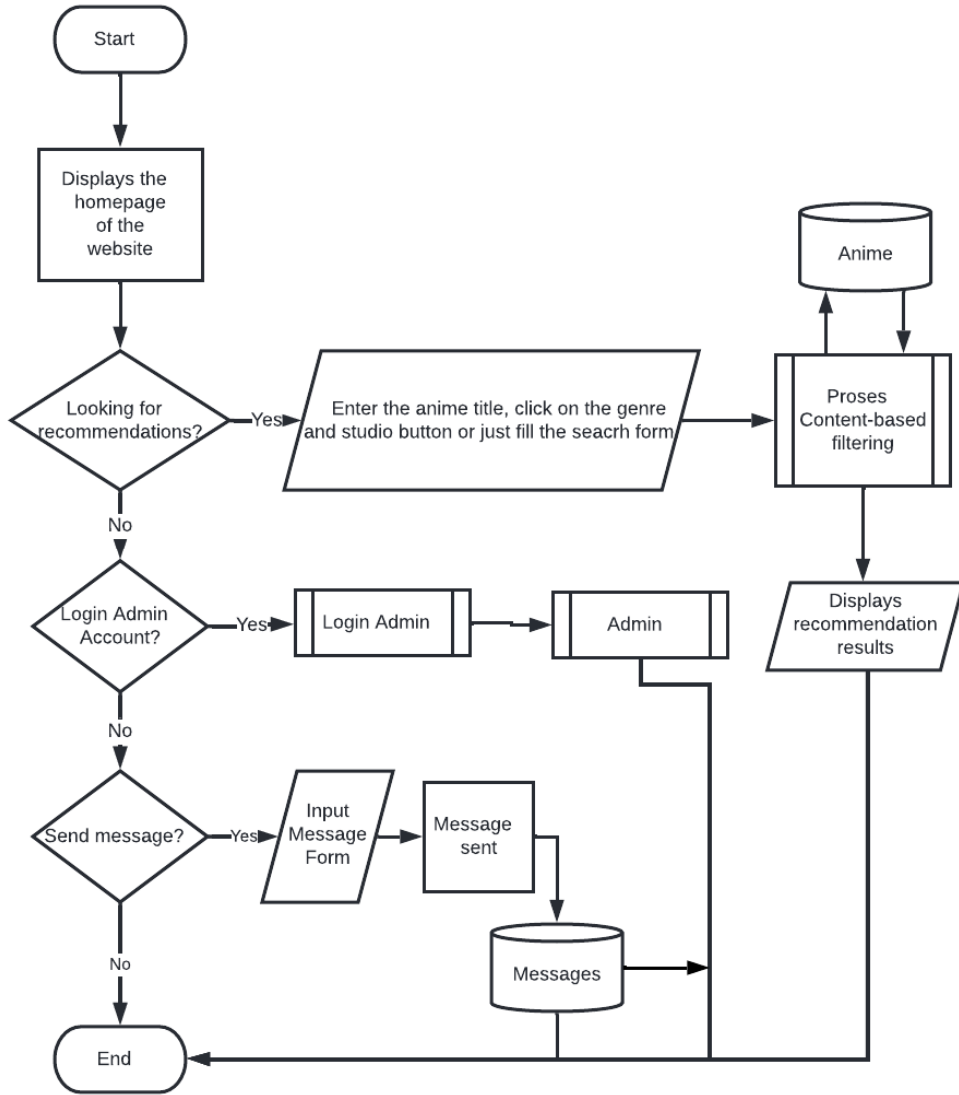 Start
Displays the
homepage
of the
website
Anime
Looking for
recommendations?
Yes
Enter the anime title, click on the genre
and studio button or just fill the seacrh form
Proses
Content-based
filtering
No
Login Admin
Account?
Yes
Login Admin
Admin
Displays
recommendation
results
No
Send message?
Yes
Input
Message
Form
Message
sent
Messages
No
End